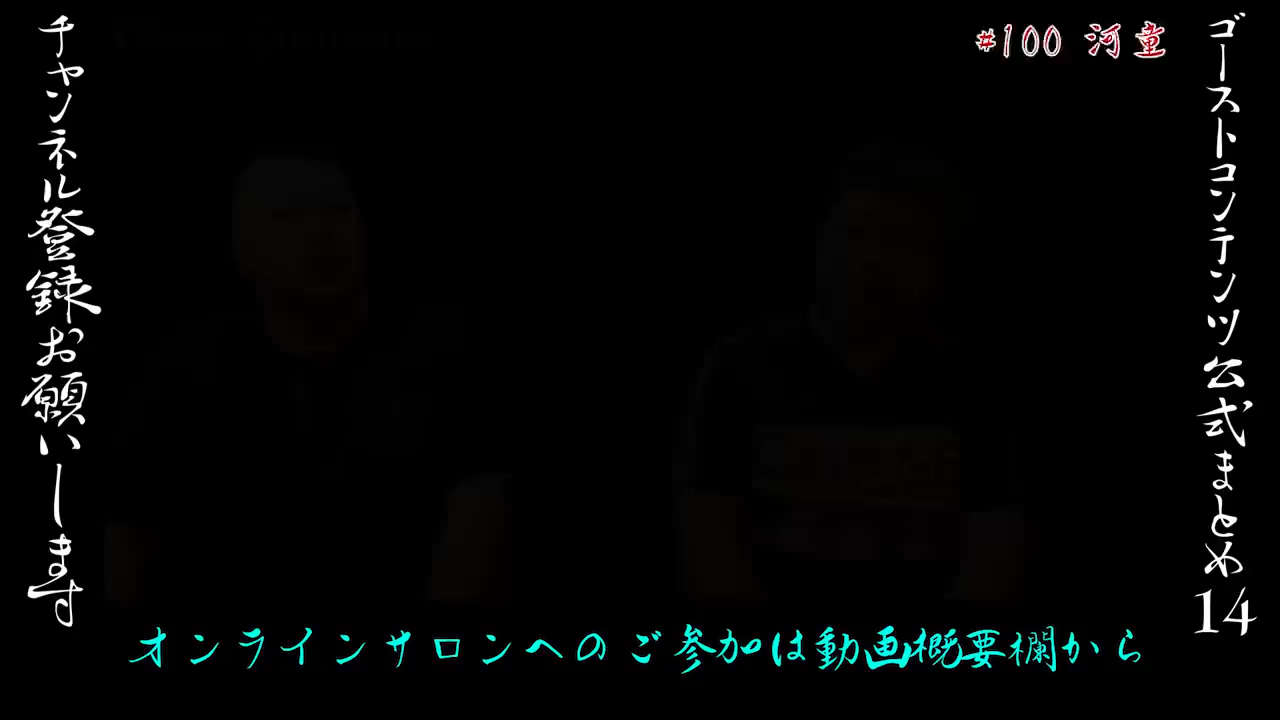 #100 河童
ゴーストコンテンツ公式まとめ14
チャンネル登録お願いします
オンラインサロンへのご参加は動画概要欄から